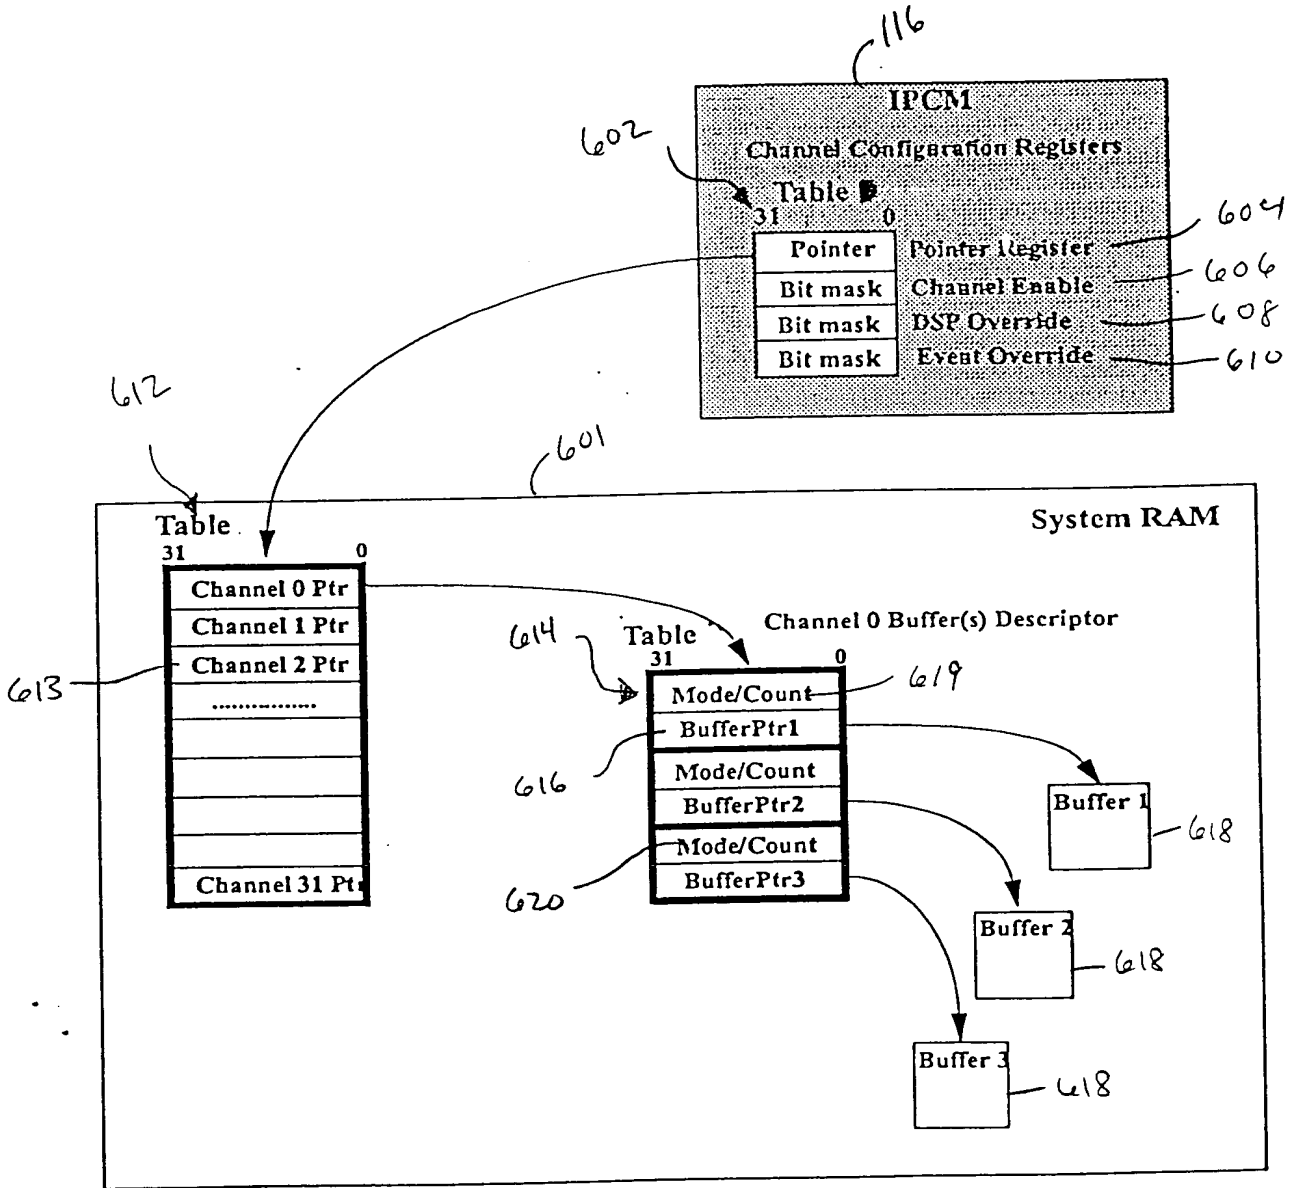 116
IPCM
602
Channel Configuration Registers
Table
31 0
Pointer Pointer Register 604
Bit mask Channel Enable 606
Bit mask DSP Override 608
Bit mask Event Override 610
612
601
System RAM
Table
31 0
Channel 0 Ptr
Channel 1 Ptr
613 Channel 2 Ptr
................
Channel 31 Pt
Channel 0 Buffer(s) Descriptor
614 Table
31 0
Mode/Count 619
BufferPtr1
616 Mode/Count
BufferPtr2
Mode/Count
620 BufferPtr3
Buffer 1
618
Buffer 2
618
Buffer 3
618